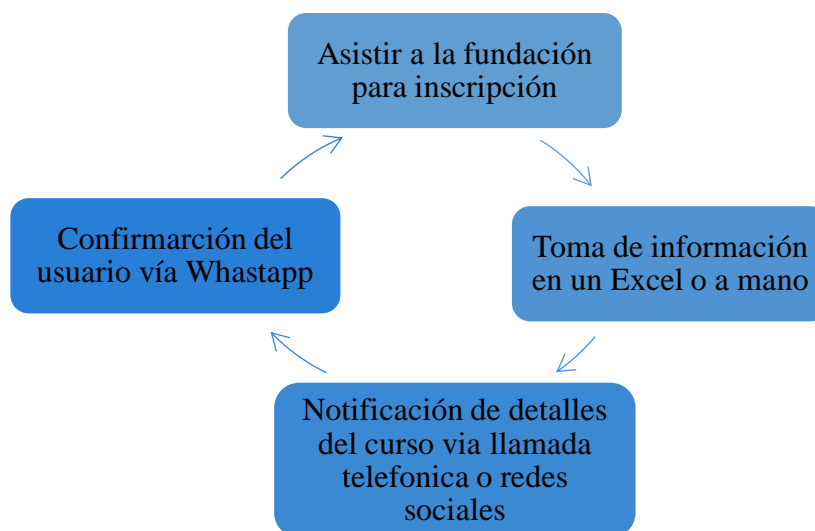 Asistir a la fundación
para inscripción
Toma de información
en un Excel o a mano
Notificación de detalles
del curso via llamada
telefonica o redes
sociales
Confirmarción del
usuario vía Whastapp